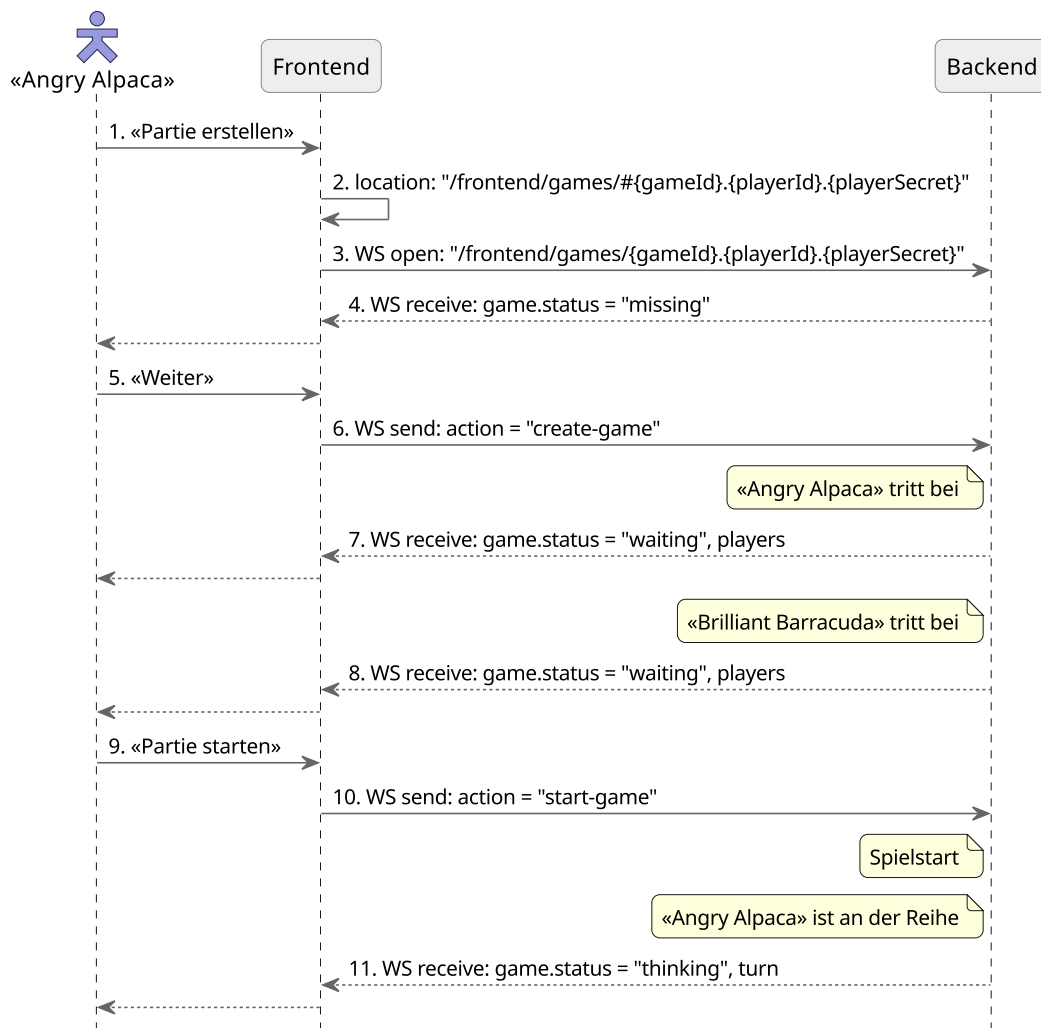 «Angry Alpaca»
Frontend
Backend
1. «Partie erstellen»
2. location: "/frontend/games/#{gameId}.{playerId}.{playerSecret}"
3. WS open: "/frontend/games/{gameId}.{playerId}.{playerSecret}"
4. WS receive: game.status = "missing"
5. «Weiter»
6. WS send: action = "create-game"
«Angry Alpaca» tritt bei
7. WS receive: game.status = "waiting", players
«Brilliant Barracuda» tritt bei
8. WS receive: game.status = "waiting", players
9. «Partie starten»
10. WS send: action = "start-game"
Spielstart
«Angry Alpaca» ist an der Reihe
11. WS receive: game.status = "thinking", turn